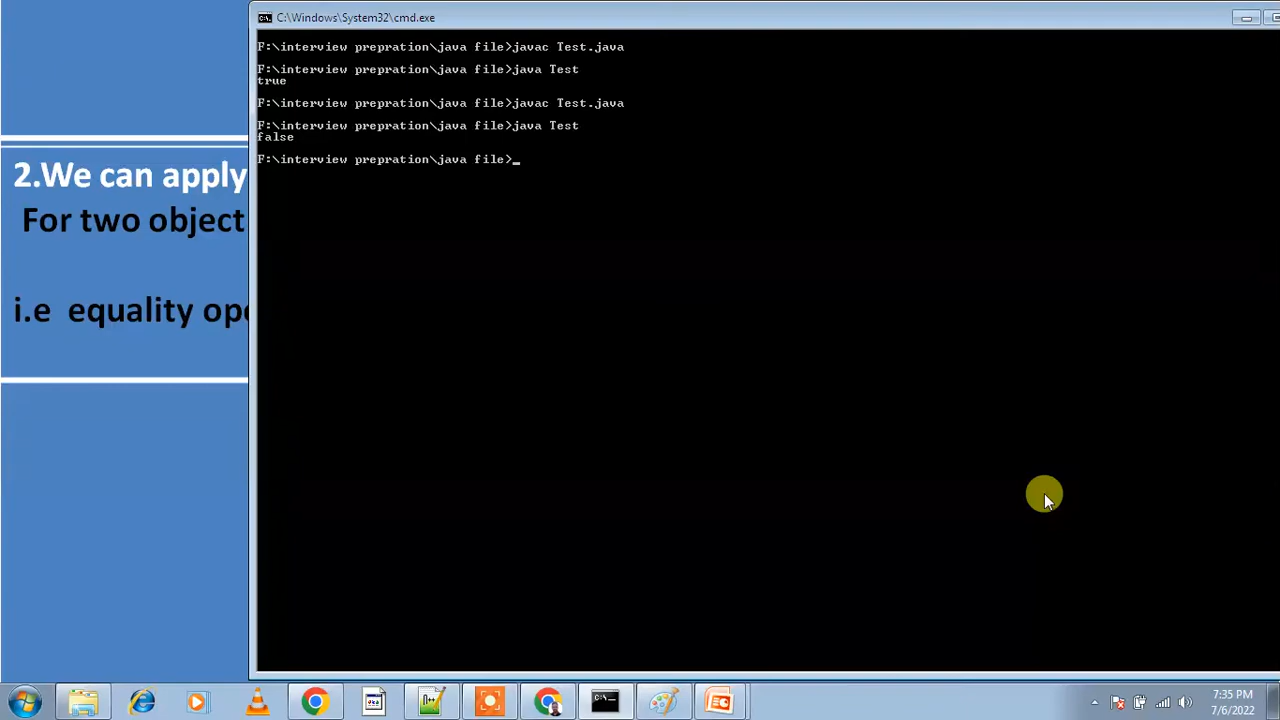 C:\Windows\System32\cmd.exe
F:\interview prepration\java file>javac Test.java
F:\interview prepration\java file>java Test
true
F:\interview prepration\java file>javac Test.java
F:\interview prepration\java file>java Test
false
F:\interview prepration\java file>_
2.We can apply
For two object
i.e equality ope
7:35 PM
7/6/2022